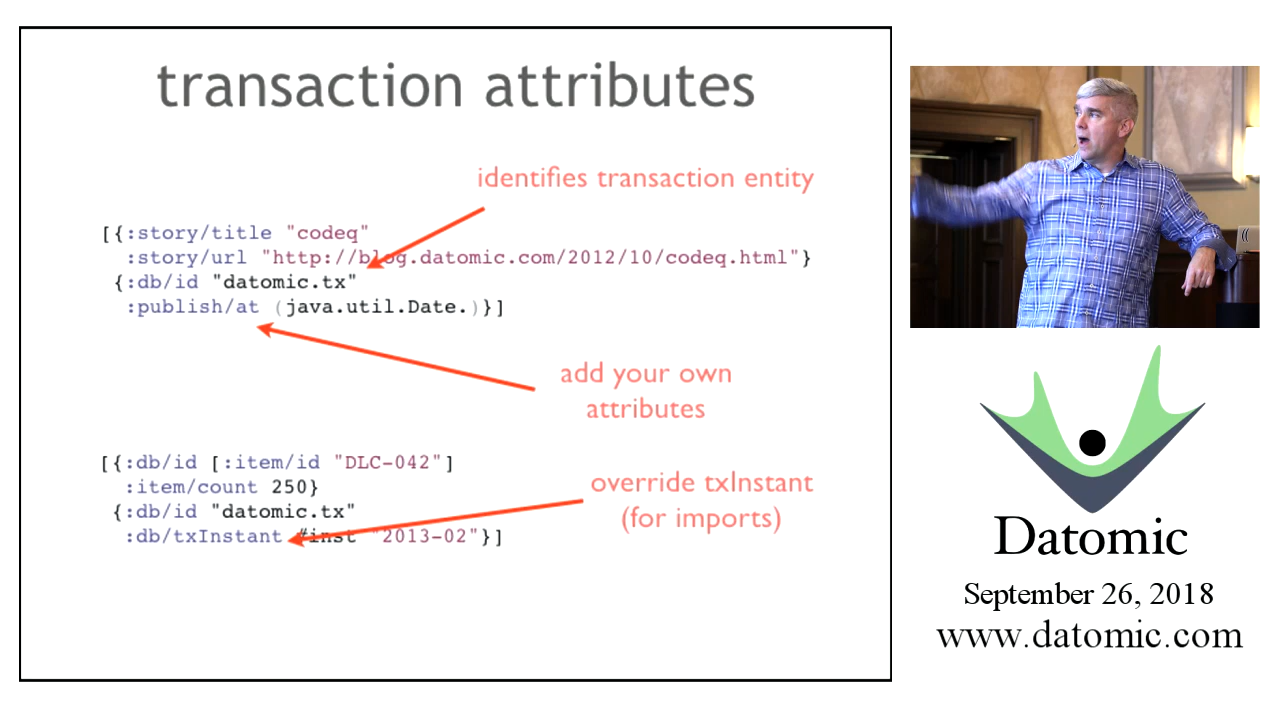 transaction attributes
identifies transaction entity
[{:story/title "codeq"
:story/url "http://blog.datomic.com/2012/10/codeq.html"}
{:db/id "datomic.tx"
:publish/at (java.util.Date.)}]
add your own
attributes
[{:db/id [:item/id "DLC-042"]
:item/count 250}
{:db/id "datomic.tx"
:db/txInstant #inst "2013-02"}]
override txInstant
(for imports)
Datomic
September 26, 2018
www.datomic.com